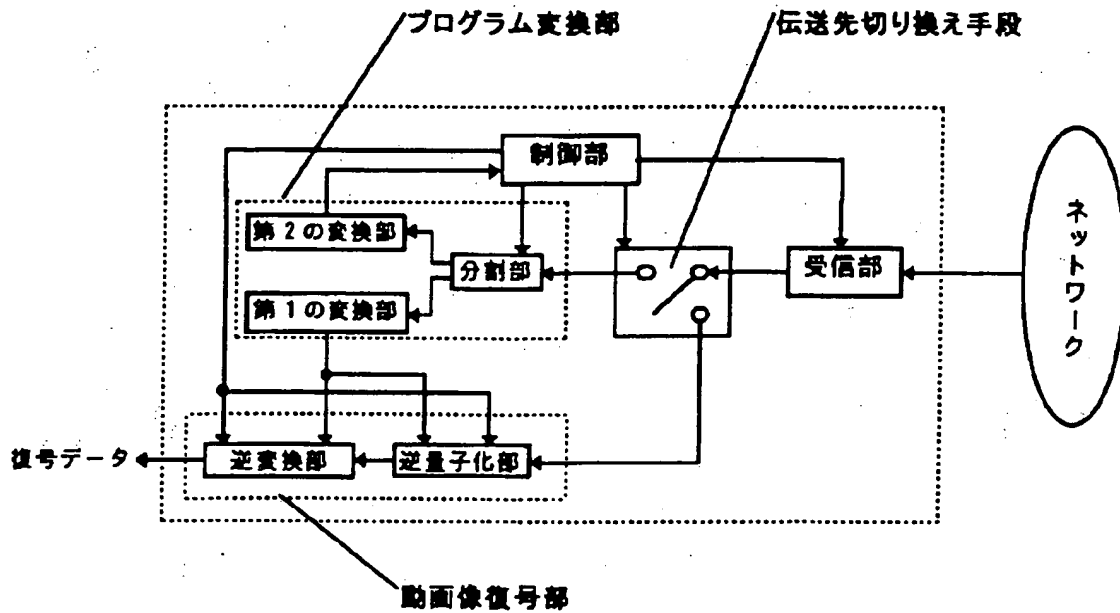 プログラム変換部
伝送先切り換え手段
制御部
第2の変換部
分割部
受信部
ネットワーク
第1の変換部
復号データ
逆変換部
逆量子化部
動画像復号部